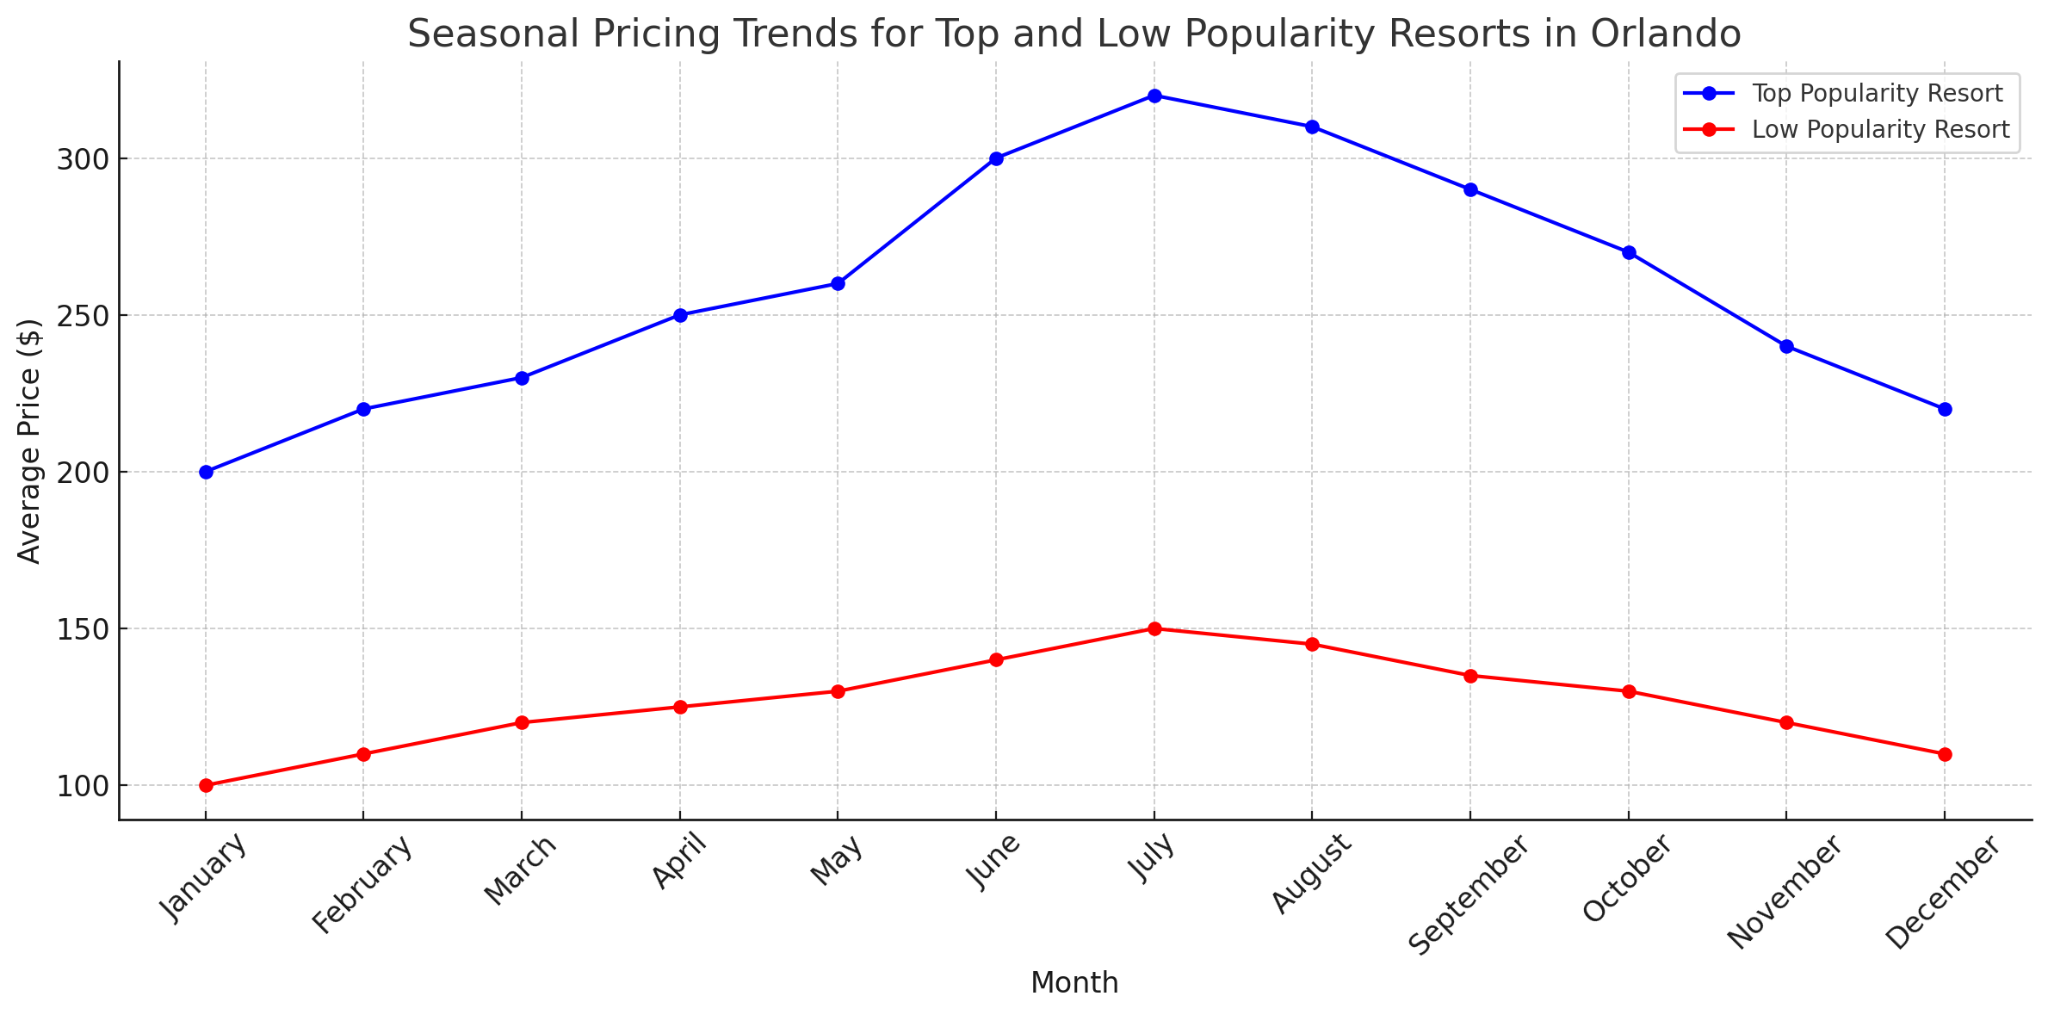 Seasonal Pricing Trends for Top and Low Popularity Resorts in Orlando
Top Popularity Resort
Low Popularity Resort
Average Price ($)
300
250
200
150
100
January
February
March
April
May
June
July
August
September
October
November
December
Month